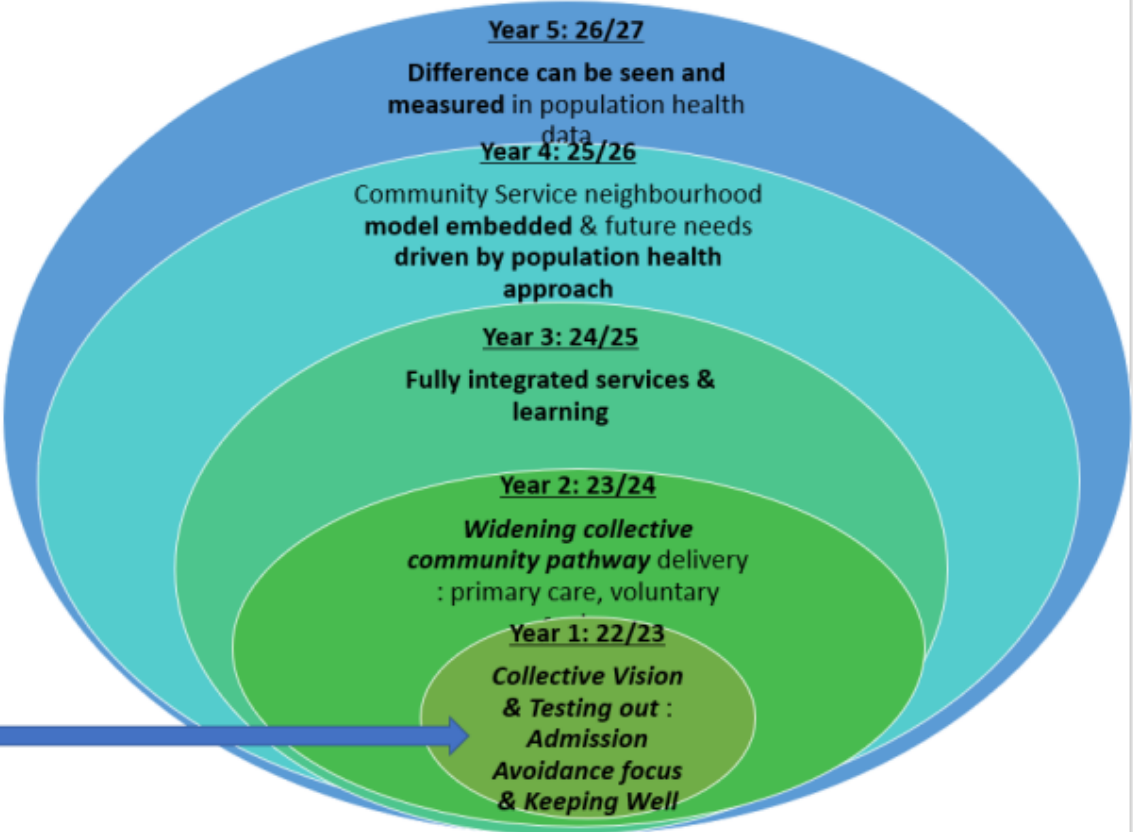 Year 5: 26/27
Difference can be seen and
measured in population health
data
Year 4: 25/26
Community Service neighbourhood
model embedded & future needs
driven by population health
approach
Year 3: 24/25
Fully integrated services &
learning
Year 2: 23/24
Widening collective
community pathway delivery
: primary care, voluntary
Year 1: 22/23
Collective Vision
& Testing out :
Admission
Avoidance focus
& Keeping Well